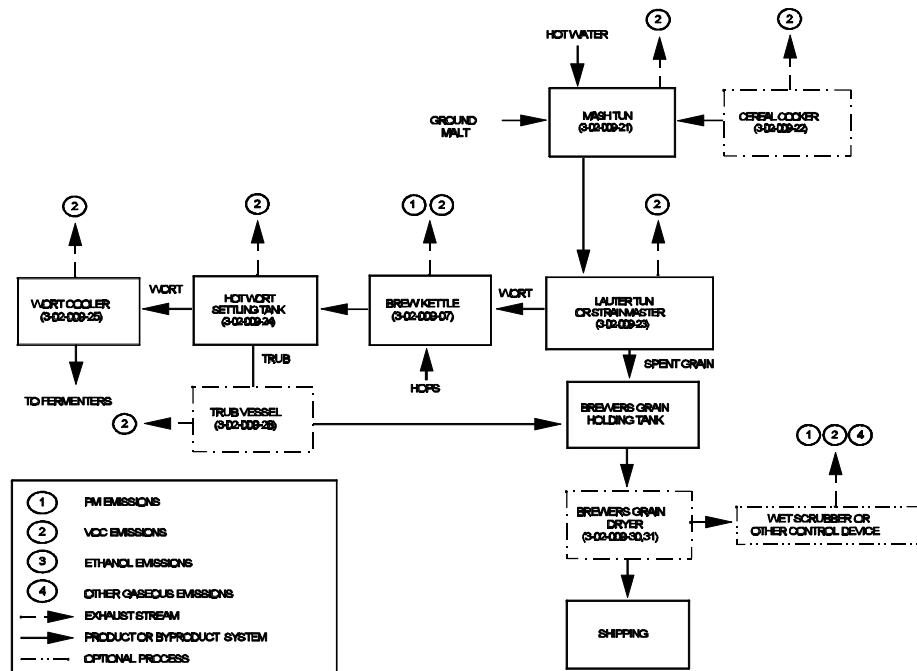 2
2
HOT WATER
MASH TUN
(3-02-009-21)
CEREAL COOKER
(3-02-009-22)
GROUND
MALT
2
2
1 2
2
WORT COOLER
(3-02-009-25)
WORT
HOT WORT
SETTLING TANK
(3-02-009-24)
BREW KETTLE
(3-02-009-07)
WORT
LAUTER TUN
OR STRAINMASTER
(3-02-009-23)
TRUB
SPENT GRAIN
HOPS
TO FERMENTERS
2
TRUB VESSEL
(3-02-009-26)
BREWERS GRAIN
HOLDING TANK
1 2 4
BREWERS GRAIN
DRYER
(3-02-009-30,31)
WET SCRUBBER OR
OTHER CONTROL DEVICE
SHIPPING
1 PM EMISSIONS
2 VOC EMISSIONS
3 ETHANOL EMISSIONS
4 OTHER GASEOUS EMISSIONS
EXHAUST STREAM
PRODUCT OR BYPRODUCT SYSTEM
OPTIONAL PROCESS